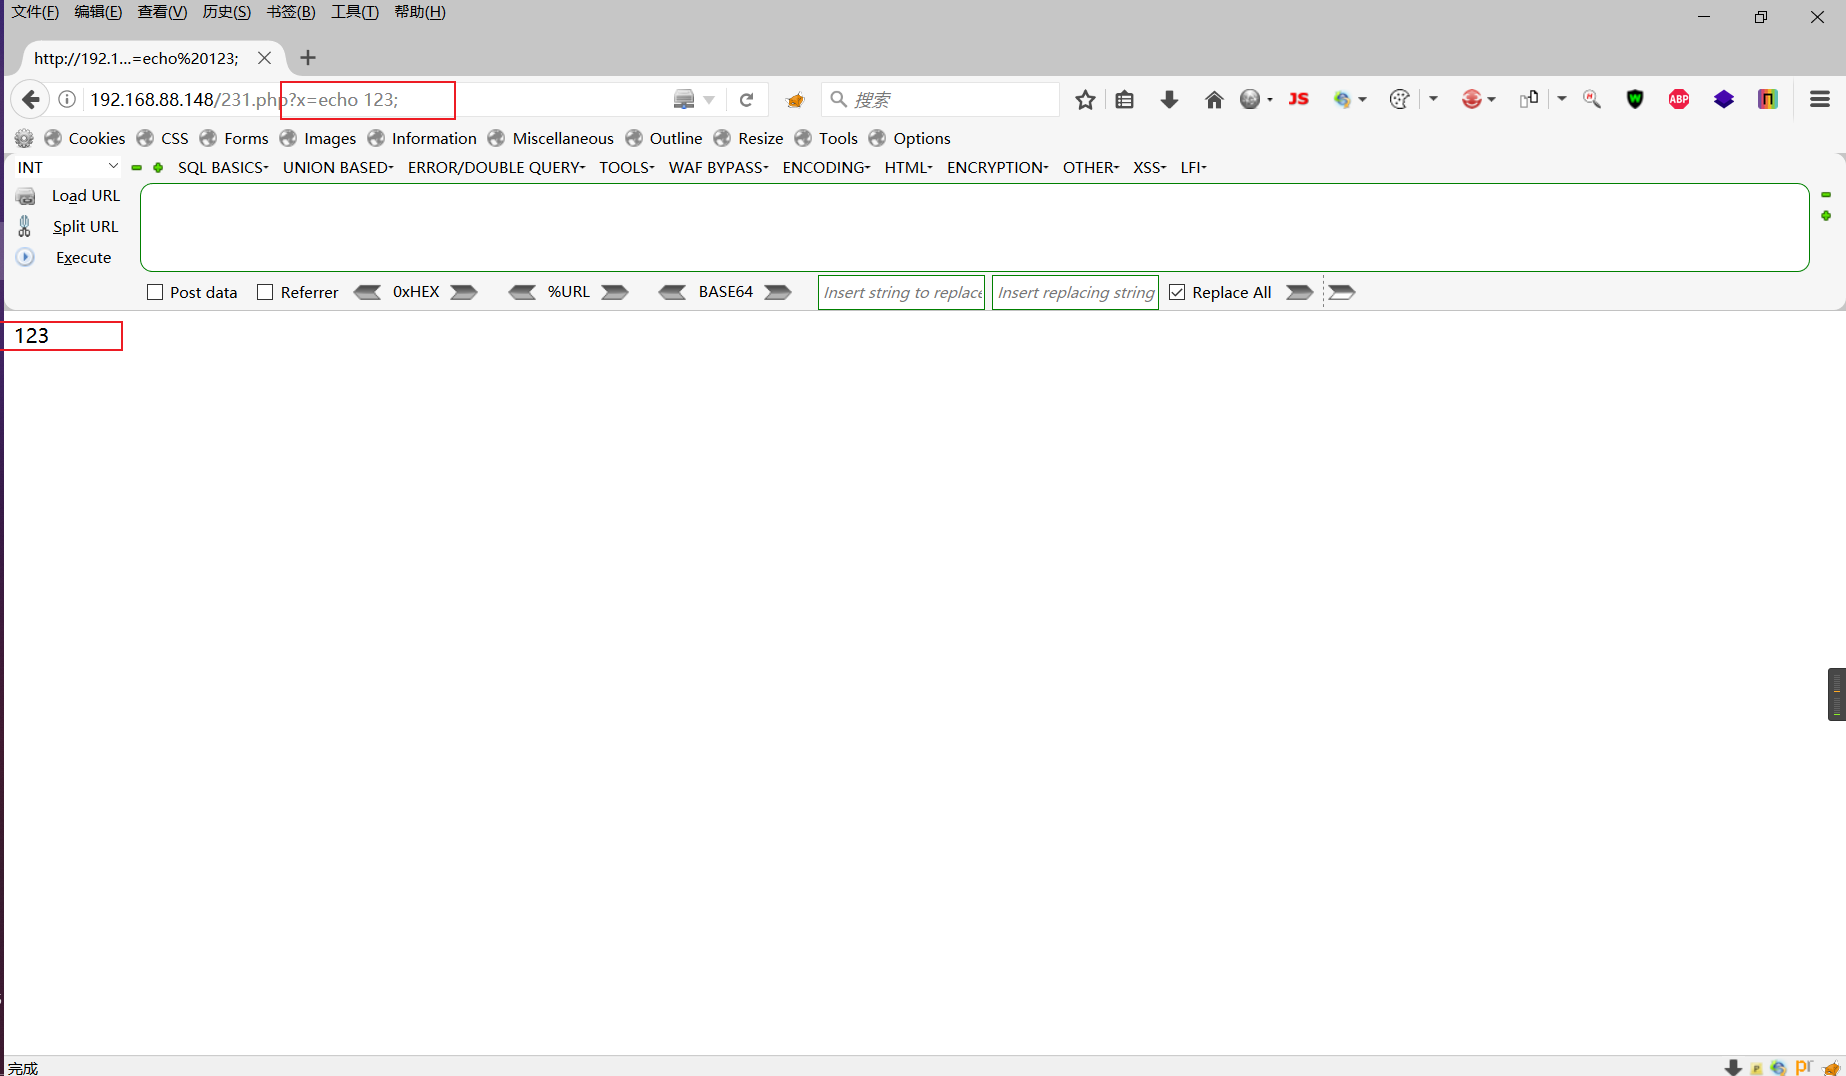 文件(F) 编辑(E) 查看(V) 历史(S) 书签(B) 工具(T) 帮助(H)
http://192.1...=echo%20123;
192.168.88.148/231.php?x=echo 123;
搜索
JS
ABP
Cookies CSS Forms Images Information Miscellaneous Outline Resize Tools Options
INT
SQL BASICS UNION BASED ERROR/DOUBLE QUERY TOOLS WAF BYPASS ENCODING HTML ENCRYPTION OTHER XSS LFI
Load URL
Split URL
Execute
Post data Referrer 0xHEX %URL BASE64 Insert string to replace Insert replacing string Replace All
123
完成
pr